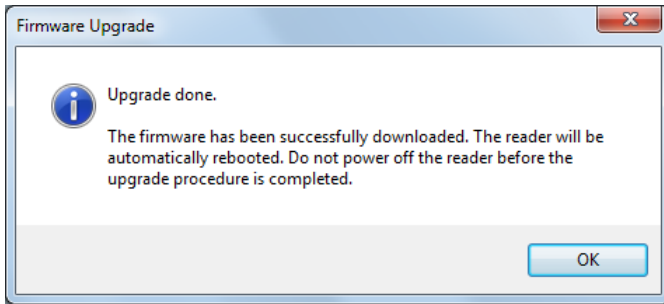 Firmware Upgrade
Upgrade done.
The firmware has been successfully downloaded. The reader will be
automatically rebooted. Do not power off the reader before the
upgrade procedure is completed.
OK